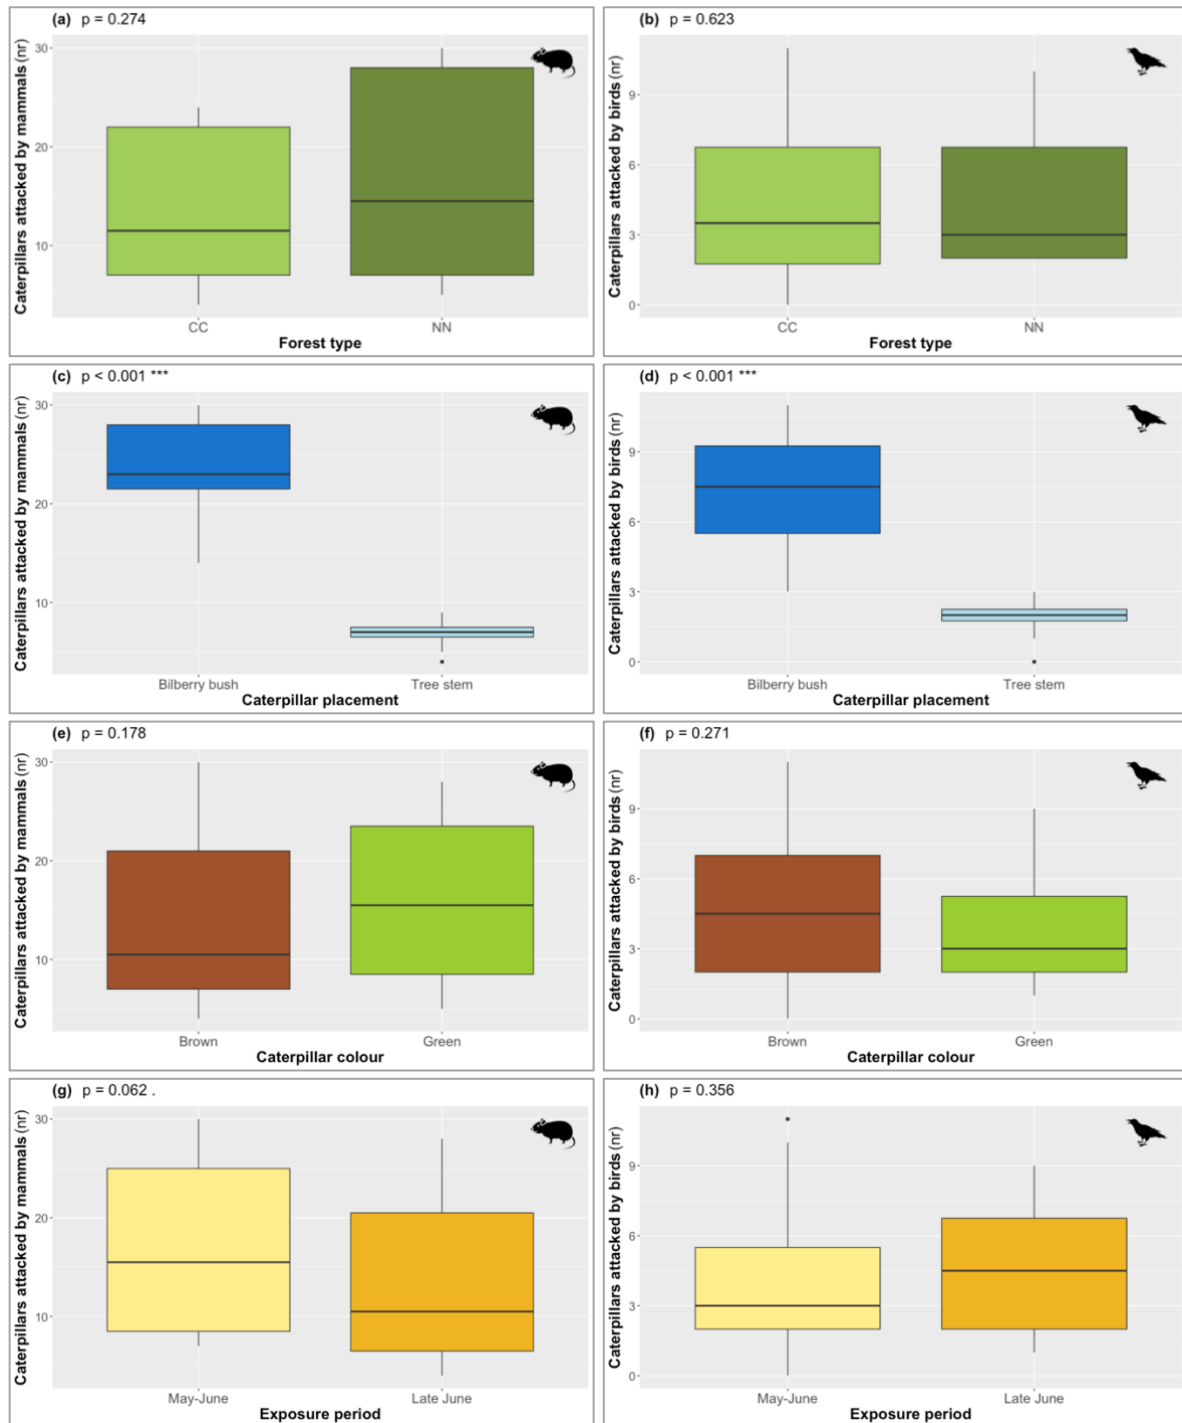 (a) p = 0.274
Caterpillars attacked by mammals (nr)
30
20
10
CC
NN
Forest type
(b) p = 0.623
Caterpillars attacked by birds (nr)
9
6
3
0
CC
NN
Forest type
(c) p < 0.001 ***
Caterpillars attacked by mammals (nr)
30
20
10
Bilberry bush
Tree stem
Caterpillar placement
(d) p < 0.001 ***
Caterpillars attacked by birds (nr)
9
6
3
0
Bilberry bush
Tree stem
Caterpillar placement
(e) p = 0.178
Caterpillars attacked by mammals (nr)
30
20
10
Brown
Green
Caterpillar colour
(f) p = 0.271
Caterpillars attacked by birds (nr)
9
6
3
0
Brown
Green
Caterpillar colour
(g) p = 0.062 .
Caterpillars attacked by mammals (nr)
30
20
10
May-June
Late June
Exposure period
(h) p = 0.356
Caterpillars attacked by birds (nr)
9
6
3
0
May-June
Late June
Exposure period